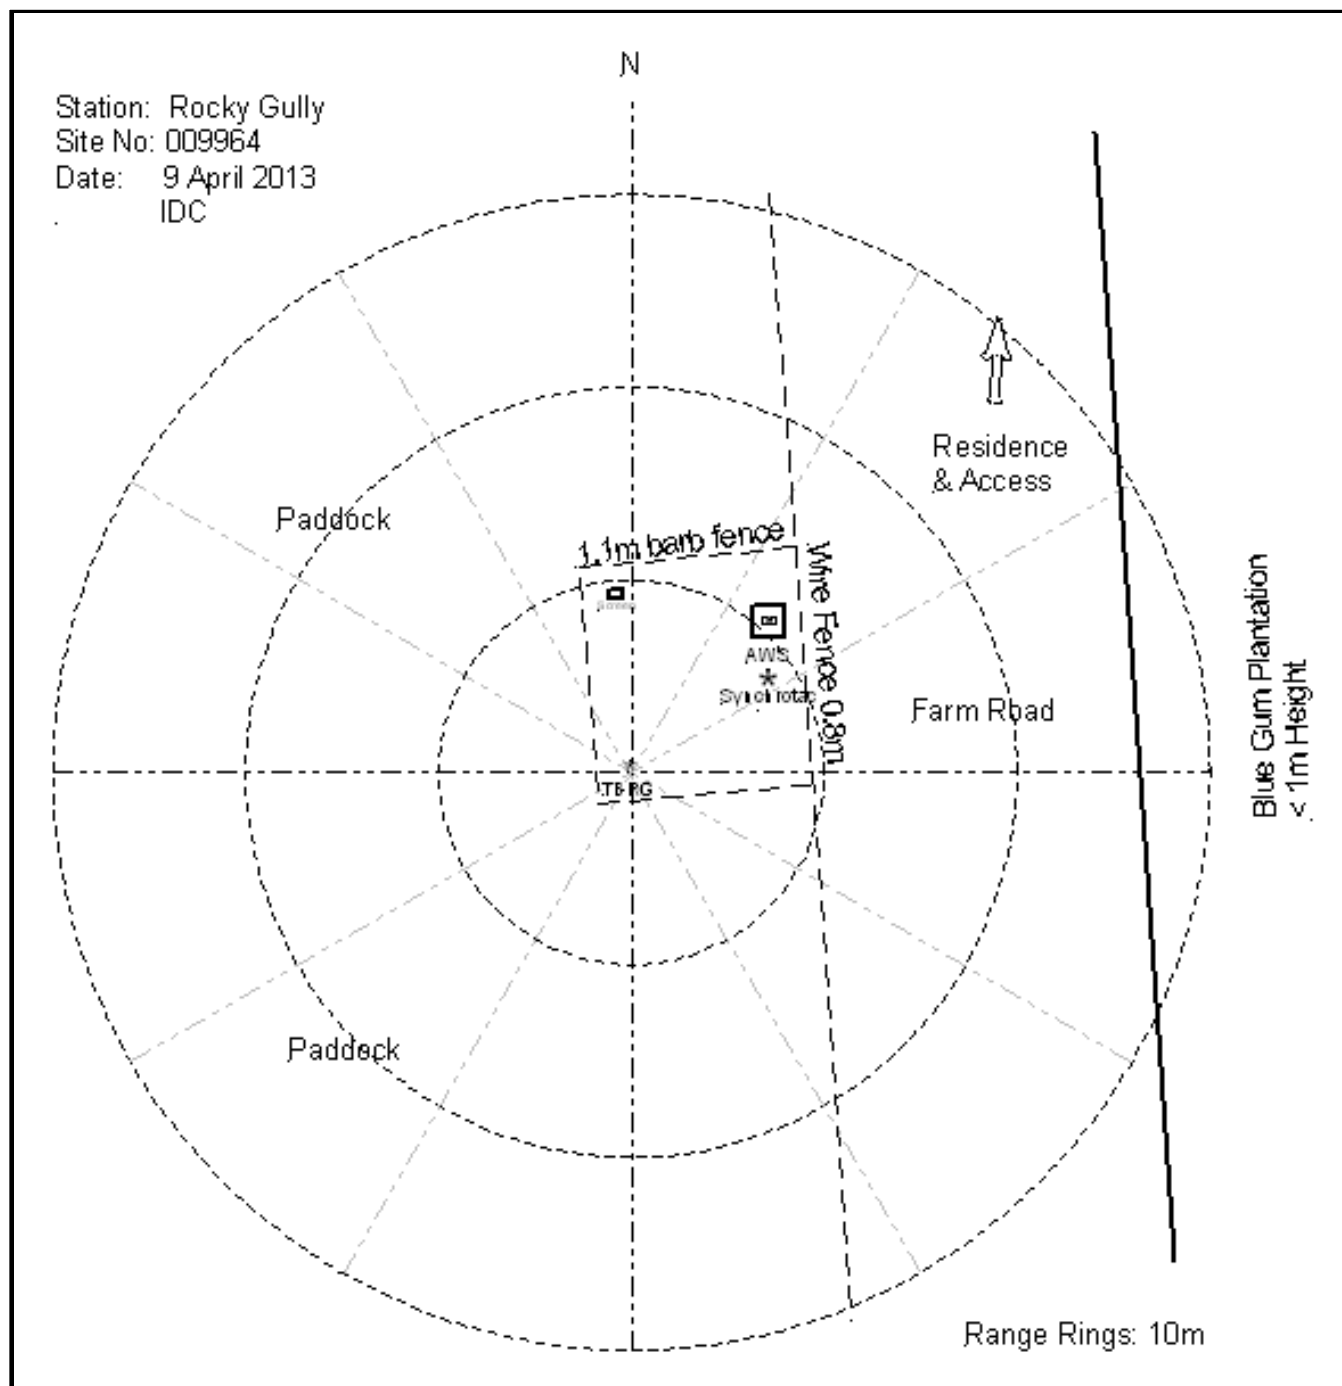 N
Station: Rocky Gully
Site No: 009964
Date: 9 April 2013
IDC
Residence
& Access
Paddock
1.1m barb fence
Wire Fence 0.8m
Screen
AWS
Synchrotac
Farm Road
Blue Gum Plantation
< 1m Height
TBRG
Paddock
Range Rings: 10m